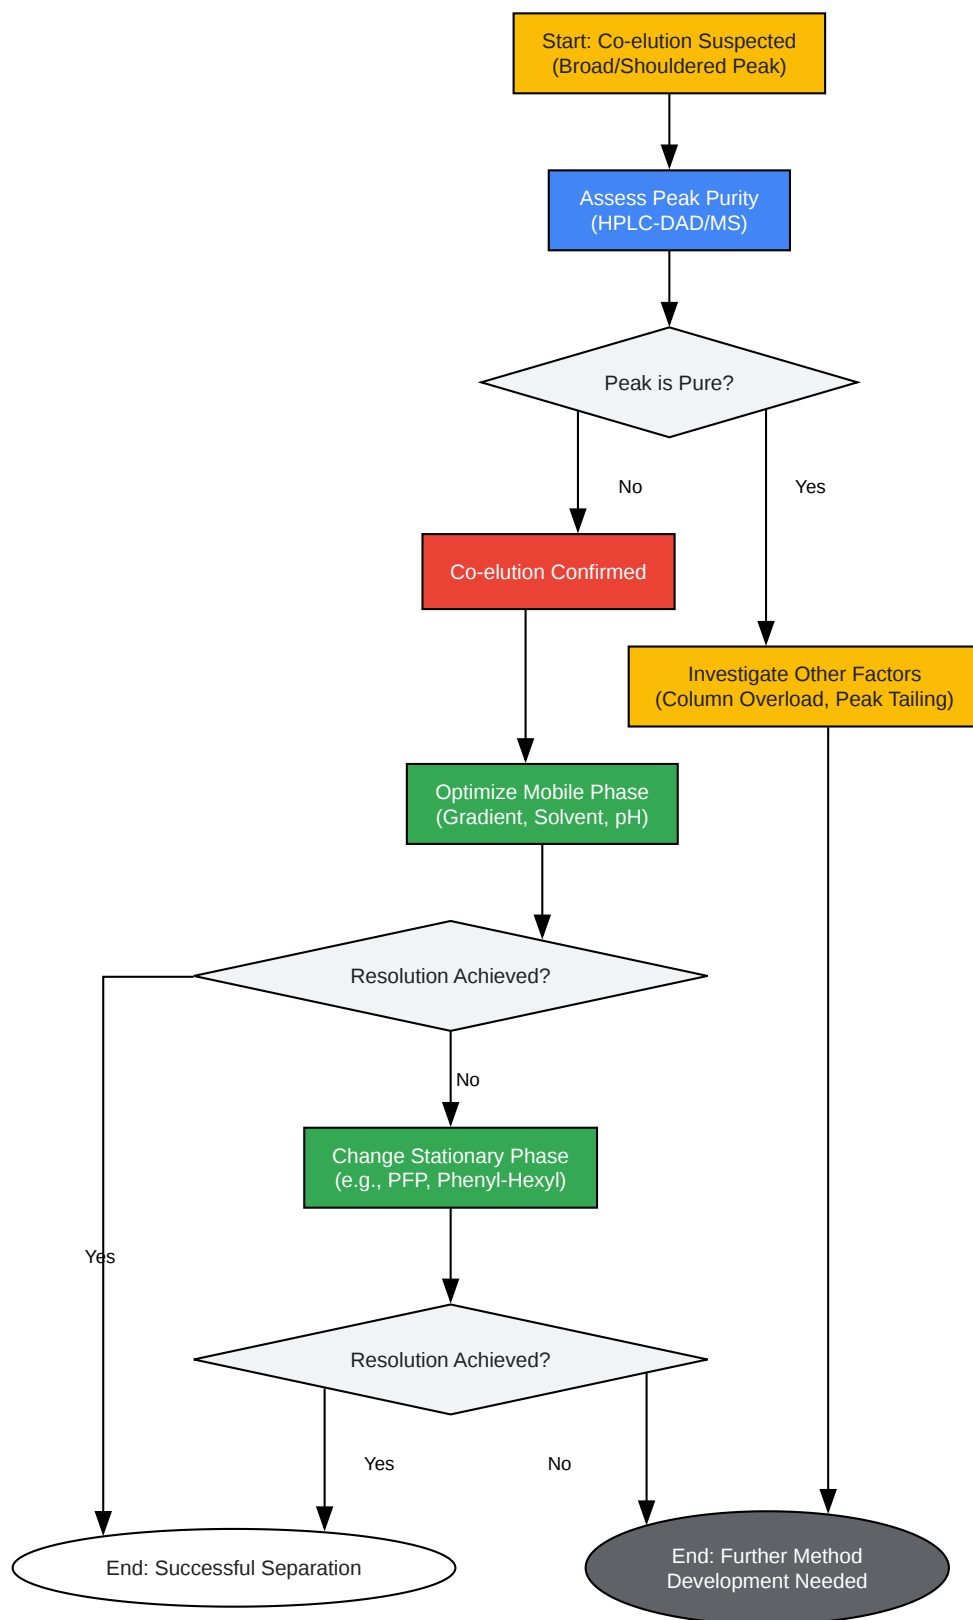 Start: Co-elution Suspected
(Broad/Shouldered Peak)
Assess Peak Purity
(HPLC-DAD/MS)
Peak is Pure?
No
Yes
Co-elution Confirmed
Investigate Other Factors
(Column Overload, Peak Tailing)
Optimize Mobile Phase
(Gradient, Solvent, pH)
Resolution Achieved?
No
Change Stationary Phase
(e.g., PFP, Phenyl-Hexyl)
Yes
Resolution Achieved?
Yes
No
End: Successful Separation
End: Further Method
Development Needed